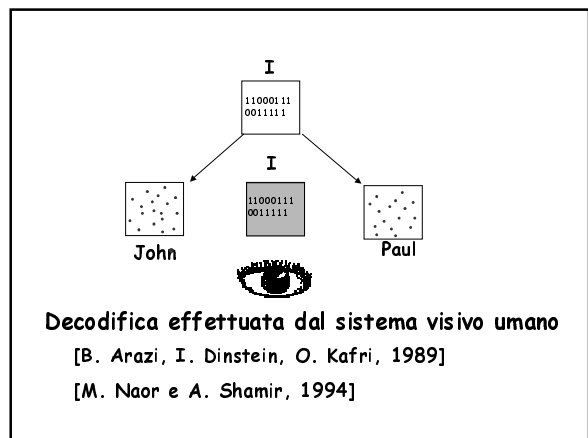 I
11000111
0011111
I
11000111
0011111
John
Paul
Decodifica effettuata dal sistema visivo umano
[B. Arazi, I. Dinstein, O. Kafri, 1989]
[M. Naor e A. Shamir, 1994]